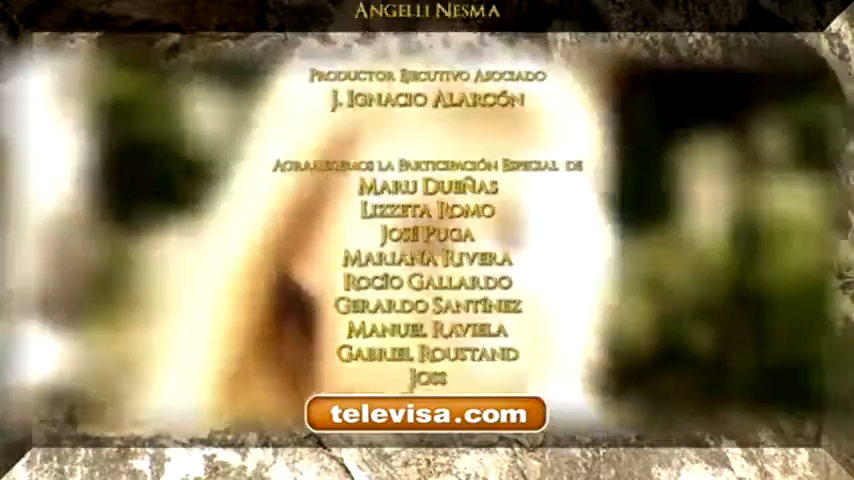 ANGELLI NESMA
PRODUCTOR EJECUTIVO ASOCIADO
J. IGNACIO ALARCÓN
AGRADECEMOS LA PARTICIPACIÓN ESPECIAL DE
MARU DUEÑAS
LIZZETA ROMO
JOSÉ PUGA
MARIANA RIVERA
ROCÍO GALLARDO
GERARDO SANTÍNEZ
MANUEL RAVIELA
GABRIEL ROUSTAND
JOSS
televisa.com